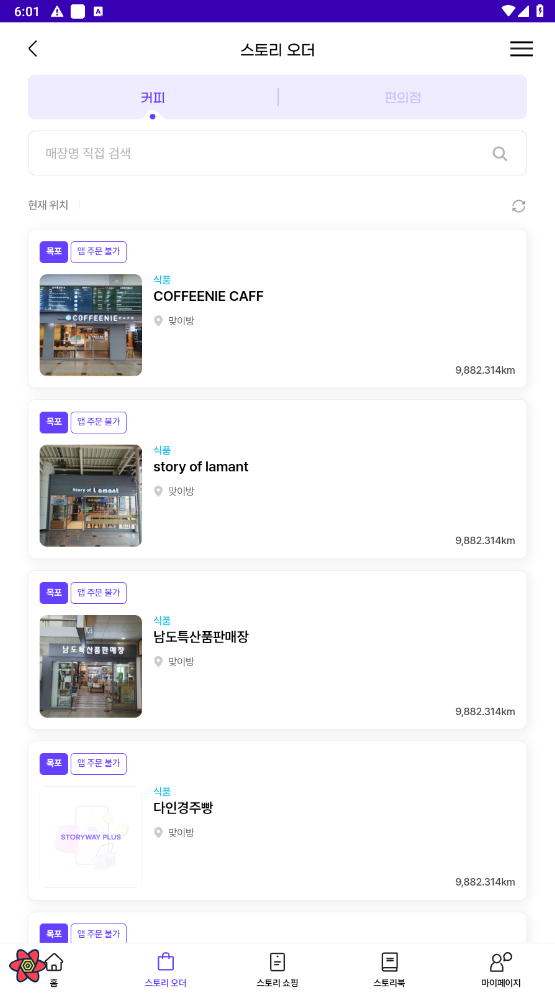 6:01
스토리 오더
커피
편의점
매장명 직접 검색
현재 위치
목포 앱 주문 불가
식품
COFFEENIE CAFF
맞이방
COFFEENIE
9,882.314km
목포 앱 주문 불가
식품
story of lamant
맞이방
Story of Lamant
9,882.314km
목포 앱 주문 불가
식품
남도특산품판매장
맞이방
남도특산품판매장
9,882.314km
목포 앱 주문 불가
식품
다인경주빵
맞이방
STORYWAY PLUS
9,882.314km
목포 앱 주문 불가
홈
스토리 오더
스토리 쇼핑
스토리북
마이페이지